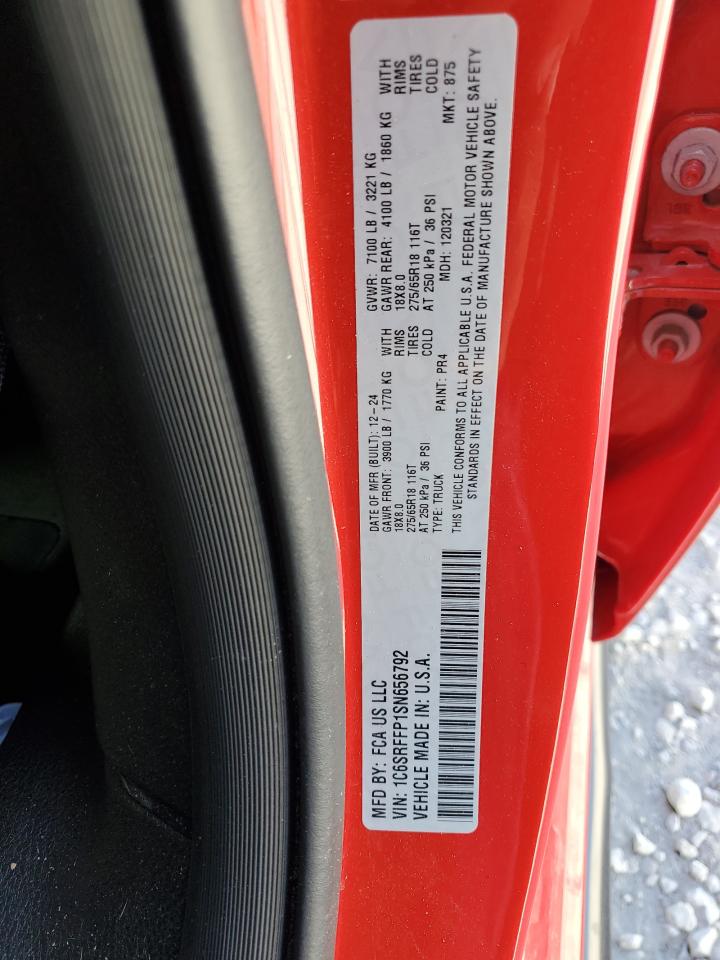 MFD BY: FCA US LLC
VIN: 1C6SRFFP1SN656792
VEHICLE MADE IN: U.S.A.
DATE OF MFR (BUILT): 12-24 GVWR: 7100 LB / 3221 KG
GAWR FRONT: 3900 LB / 1770 KG WITH GAWR REAR: 4100 LB / 1860 KG WITH
18X8.0 RIMS 18X8.0 RIMS
275/65R18 116T TIRES 275/65R18 116T TIRES
AT 250 kPa / 36 PSI COLD AT 250 kPa / 36 PSI COLD
TYPE: TRUCK PAINT: PR4 MDH: 120321 MKT: 875
THIS VEHICLE CONFORMS TO ALL APPLICABLE U.S.A. FEDERAL MOTOR VEHICLE SAFETY
STANDARDS IN EFFECT ON THE DATE OF MANUFACTURE SHOWN ABOVE.